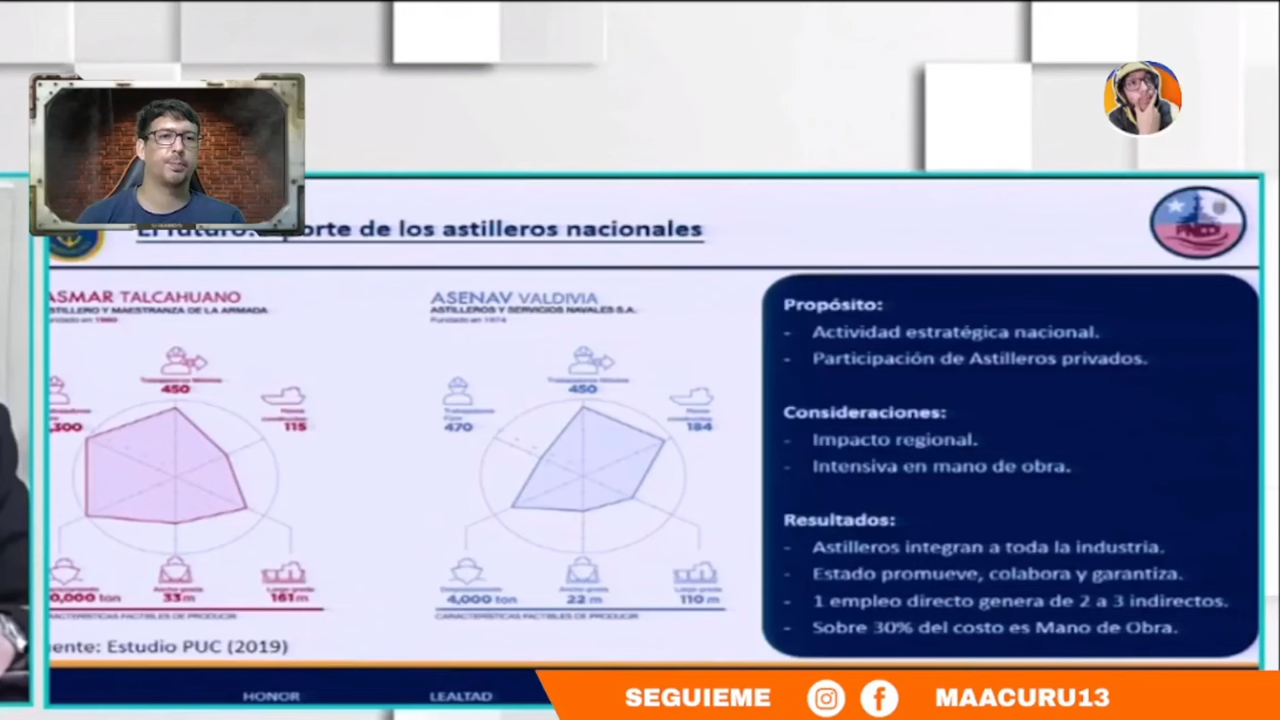 El futuro: aporte de los astilleros nacionales
ASMAR TALCAHUANO
ASTILLERO Y MAESTRANZA DE LA ARMADA
450
115
33 m
161 m
ASENAV VALDIVIA
ASTILLEROS Y SERVICIOS NAVALES S.A.
Fundado en 1974
450
470
184
4,000 ton
22 m
110 m
CARACTERÍSTICAS FACTIBLES DE PRODUCIR
Estudio PUC (2019)
Propósito:
- Actividad estratégica nacional.
- Participación de Astilleros privados.
Consideraciones:
- Impacto regional.
- Intensiva en mano de obra.
Resultados:
- Astilleros integran a toda la industria.
- Estado promueve, colabora y garantiza.
- 1 empleo directo genera de 2 a 3 indirectos.
- Sobre 30% del costo es Mano de Obra.
HONOR
LEALTAD
SEGUIEME
MAACURU13